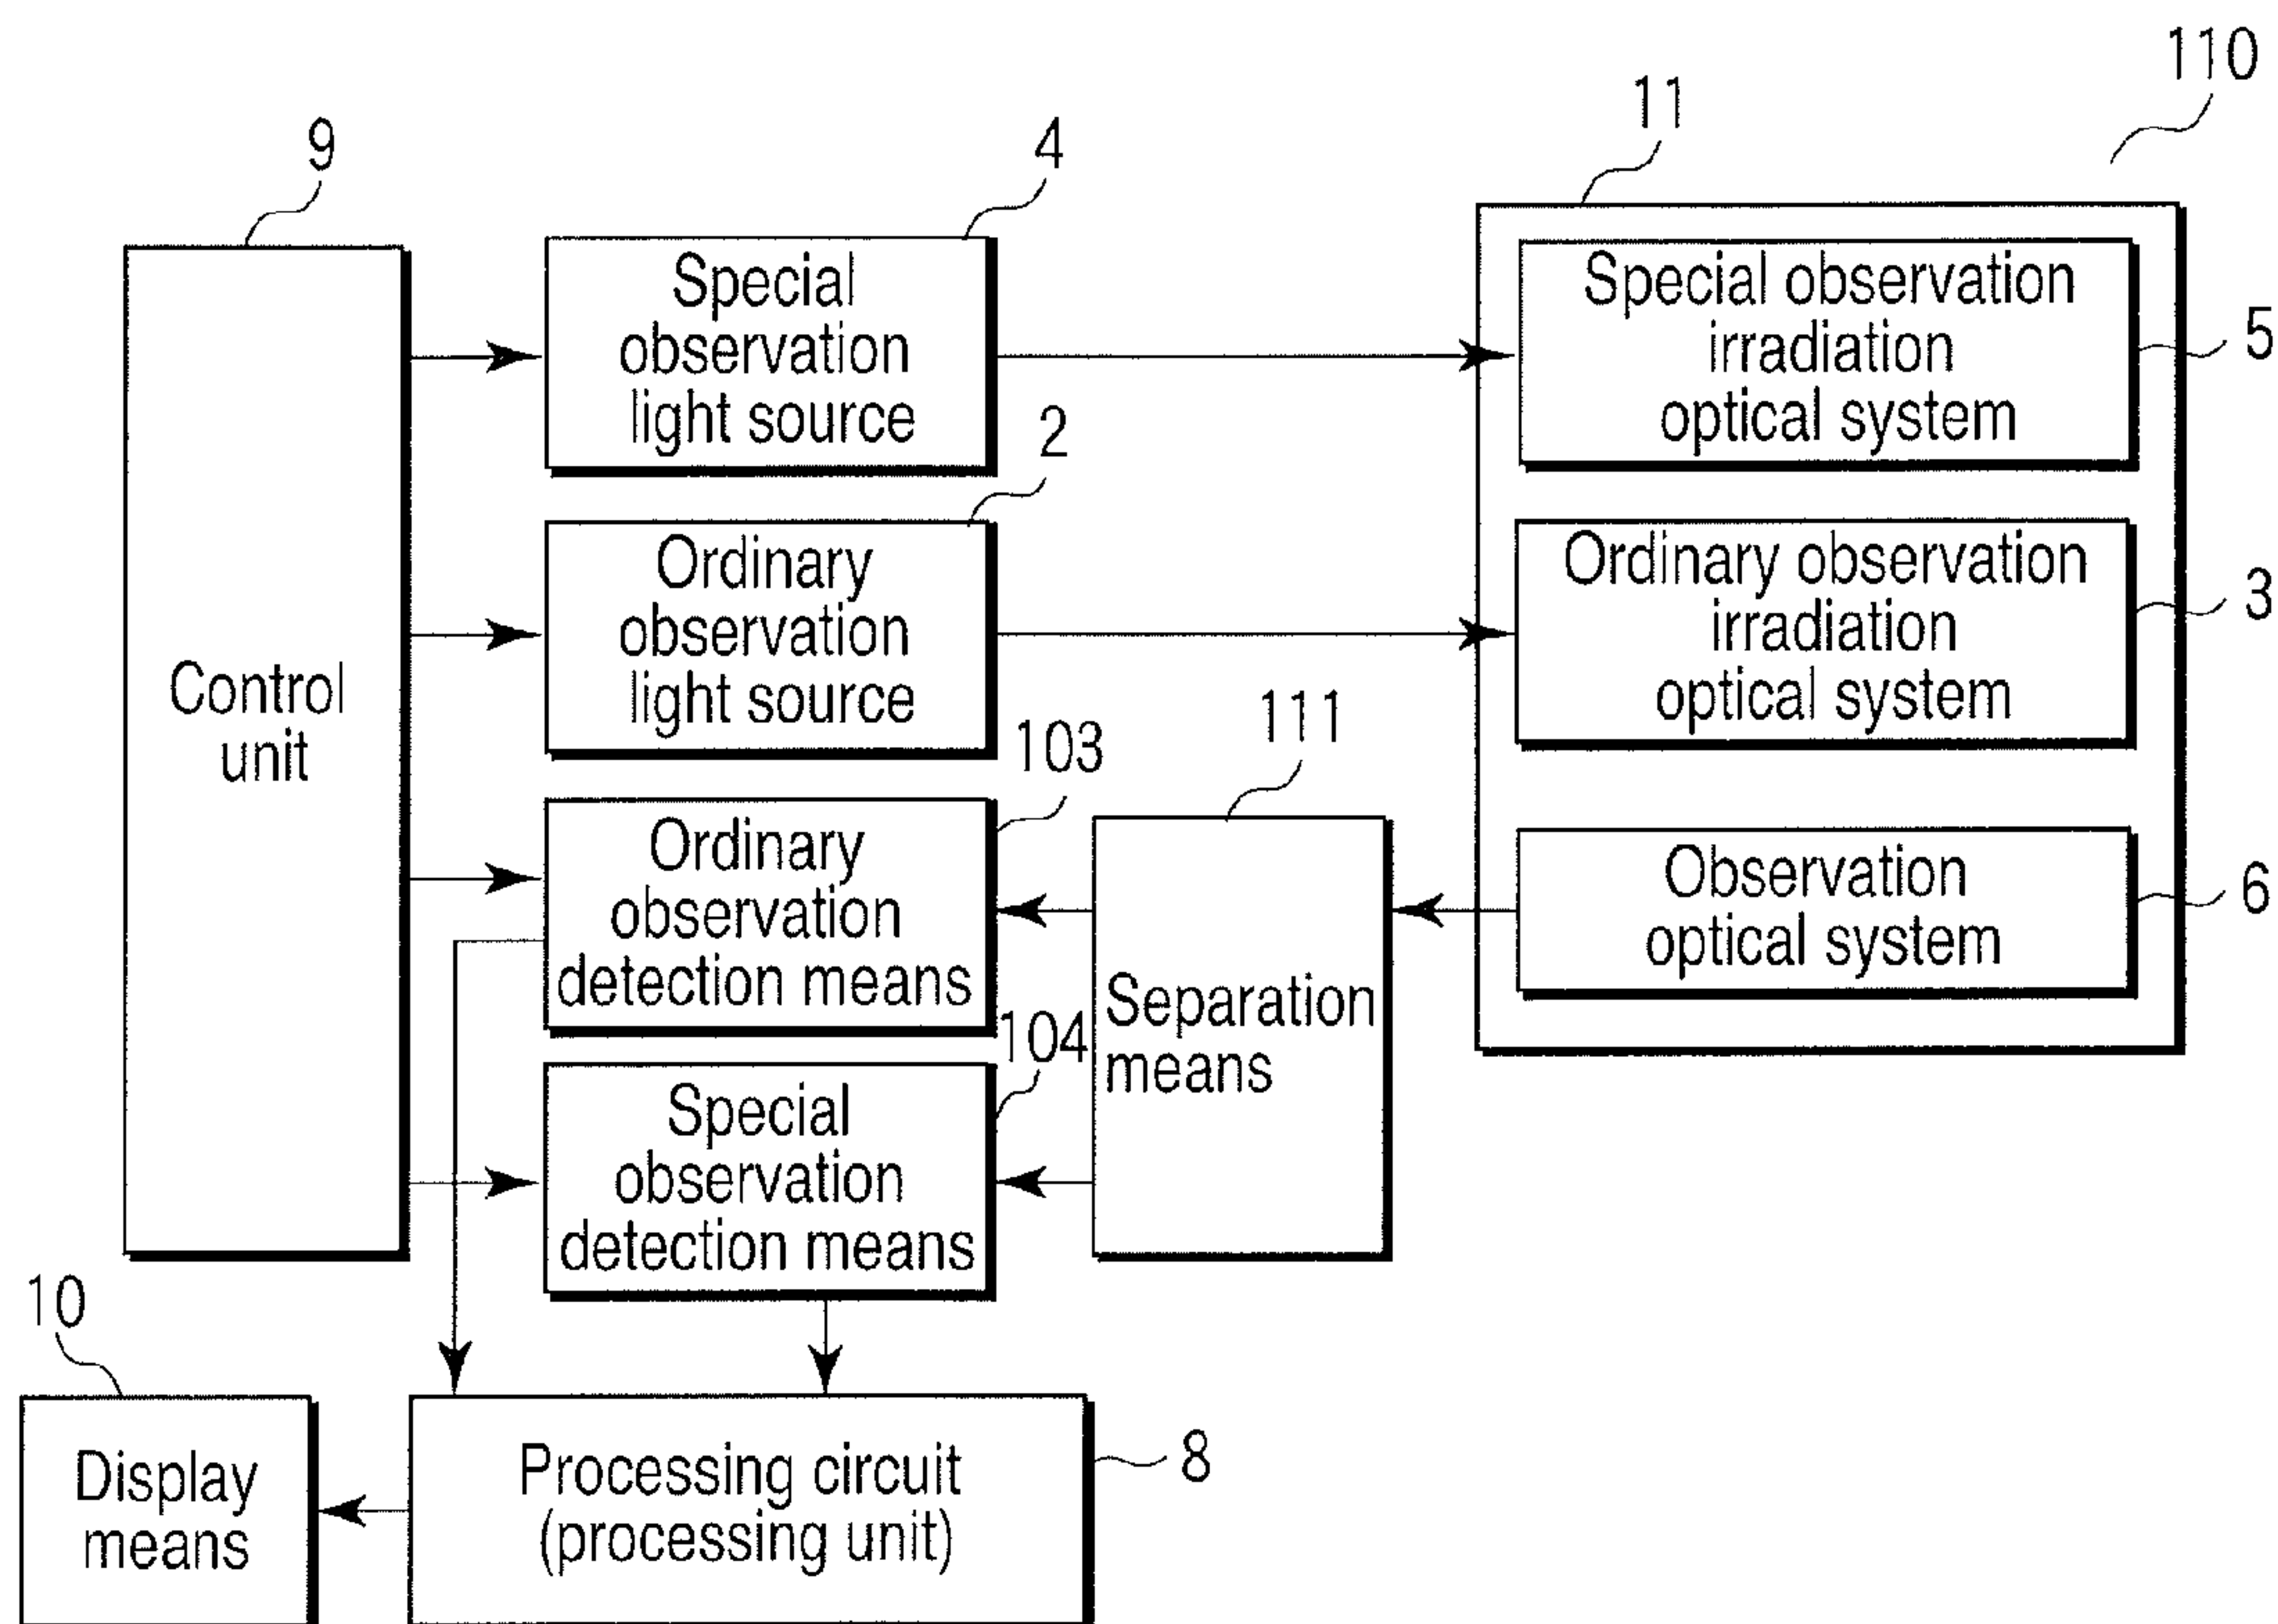 110
11
9
4
Special
observation
light source
Special observation
irradiation
optical system
5
2
Ordinary
observation
light source
Ordinary observation
irradiation
optical system
3
Control
unit
103
111
Ordinary
observation
detection means
Separation
means
Observation
optical system
6
104
Special
observation
detection means
10
Display
means
Processing circuit
(processing unit)
8